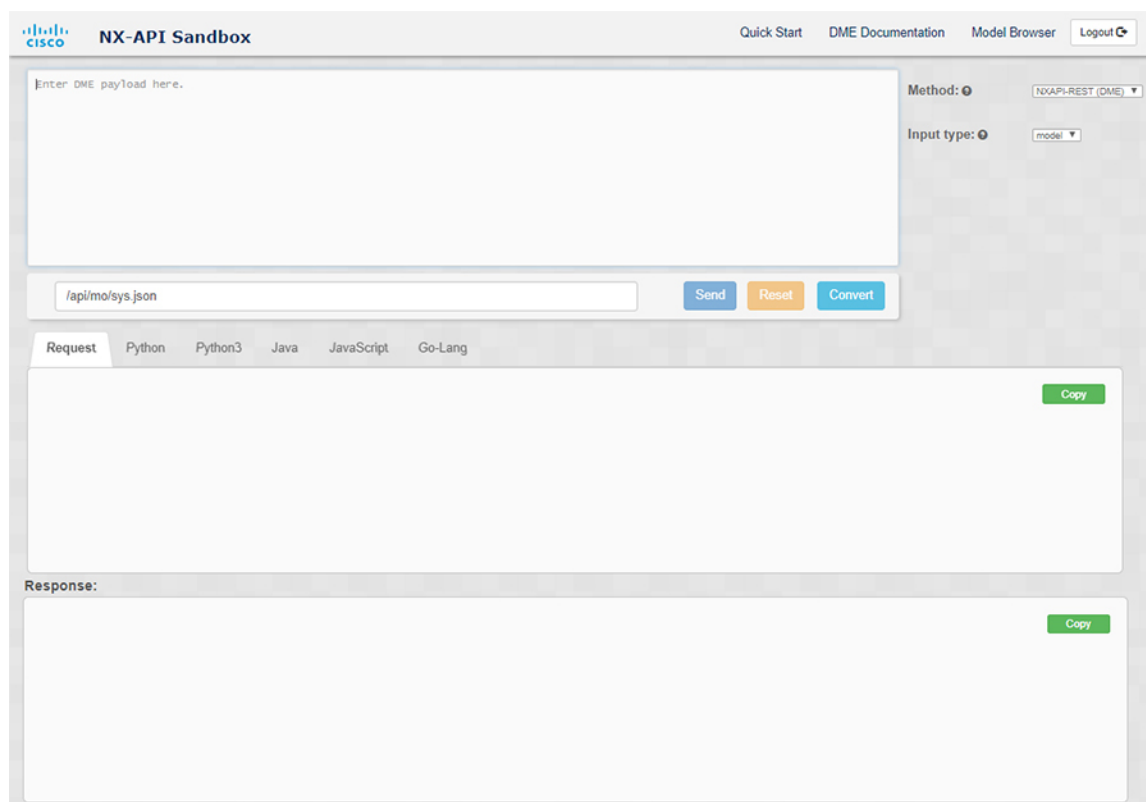 CISCO NX-API Sandbox Quick Start DME Documentation Model Browser Logout
Enter DME payload here.
Method: NXAPI-REST (DME)
Input type: model
/api/mo/sys.json Send Reset Convert
Request Python Python3 Java JavaScript Go-Lang
Copy
Response:
Copy